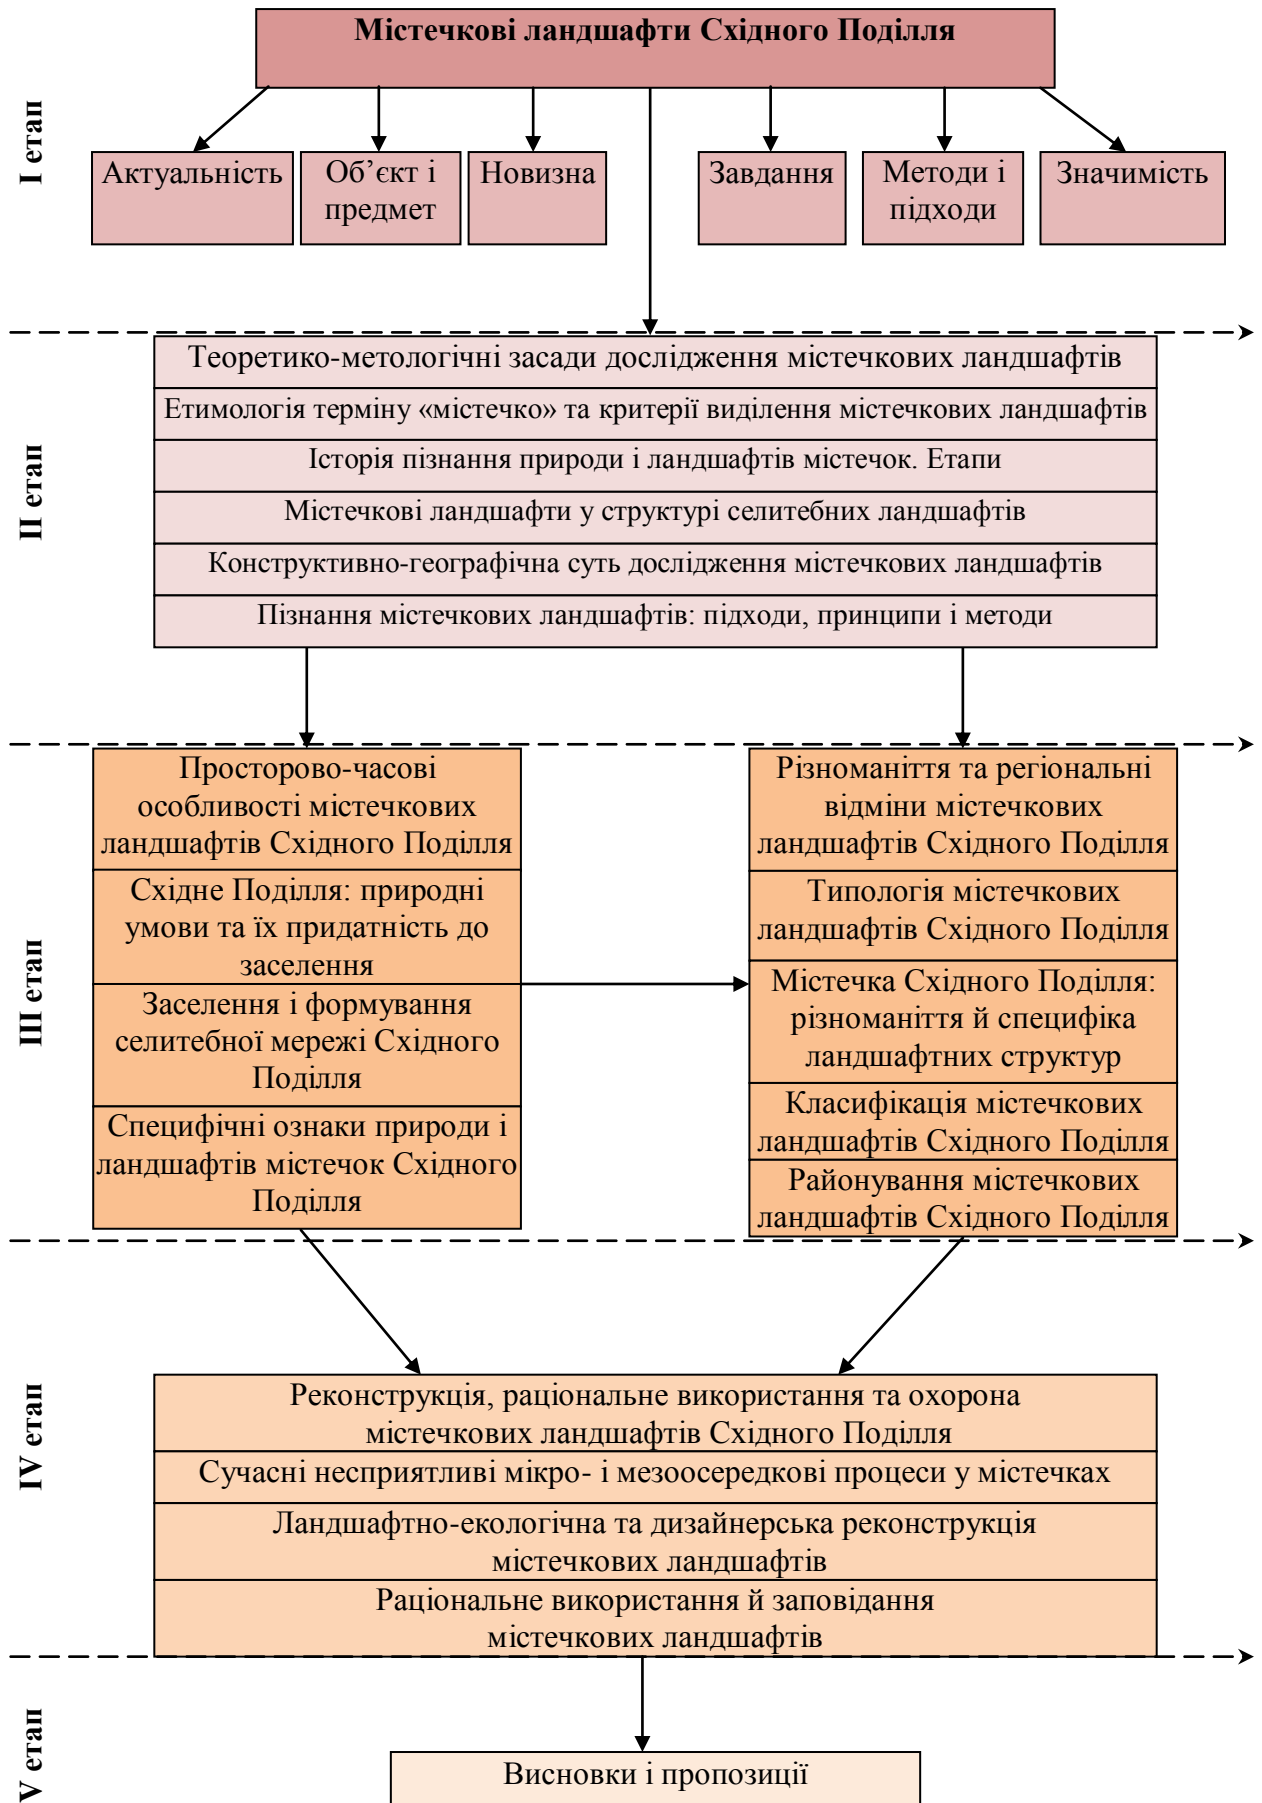 Містечкові ландшафти Східного Поділля
І етап
Актуальність
Об’єкт і
предмет
Новизна
Завдання
Методи і
підходи
Значимість
ІІ етап
Теоретико-метологічні засади дослідження містечкових ландшафтів
Етимологія терміну «містечко» та критерії виділення містечкових ландшафтів
Історія пізнання природи і ландшафтів містечок. Етапи
Містечкові ландшафти у структурі селитебних ландшафтів
Конструктивно-географічна суть дослідження містечкових ландшафтів
Пізнання містечкових ландшафтів: підходи, принципи і методи
ІІІ етап
Просторово-часові
особливості містечкових
ландшафтів Східного Поділля
Східне Поділля: природні
умови та їх придатність до
заселення
Заселення і формування
селитебної мережі Східного
Поділля
Специфічні ознаки природи і
ландшафтів містечок Східного
Поділля
Різноманіття та регіональні
відміни містечкових
ландшафтів Східного Поділля
Типологія містечкових
ландшафтів Східного Поділля
Містечка Східного Поділля:
різноманіття й специфіка
ландшафтних структур
Класифікація містечкових
ландшафтів Східного Поділля
Районування містечкових
ландшафтів Східного Поділля
IV етап
Реконструкція, раціональне використання та охорона
містечкових ландшафтів Східного Поділля
Сучасні несприятливі мікро- і мезоосередкові процеси у містечках
Ландшафтно-екологічна та дизайнерська реконструкція
містечкових ландшафтів
Раціональне використання й заповідання
містечкових ландшафтів
V етап
Висновки і пропозиції